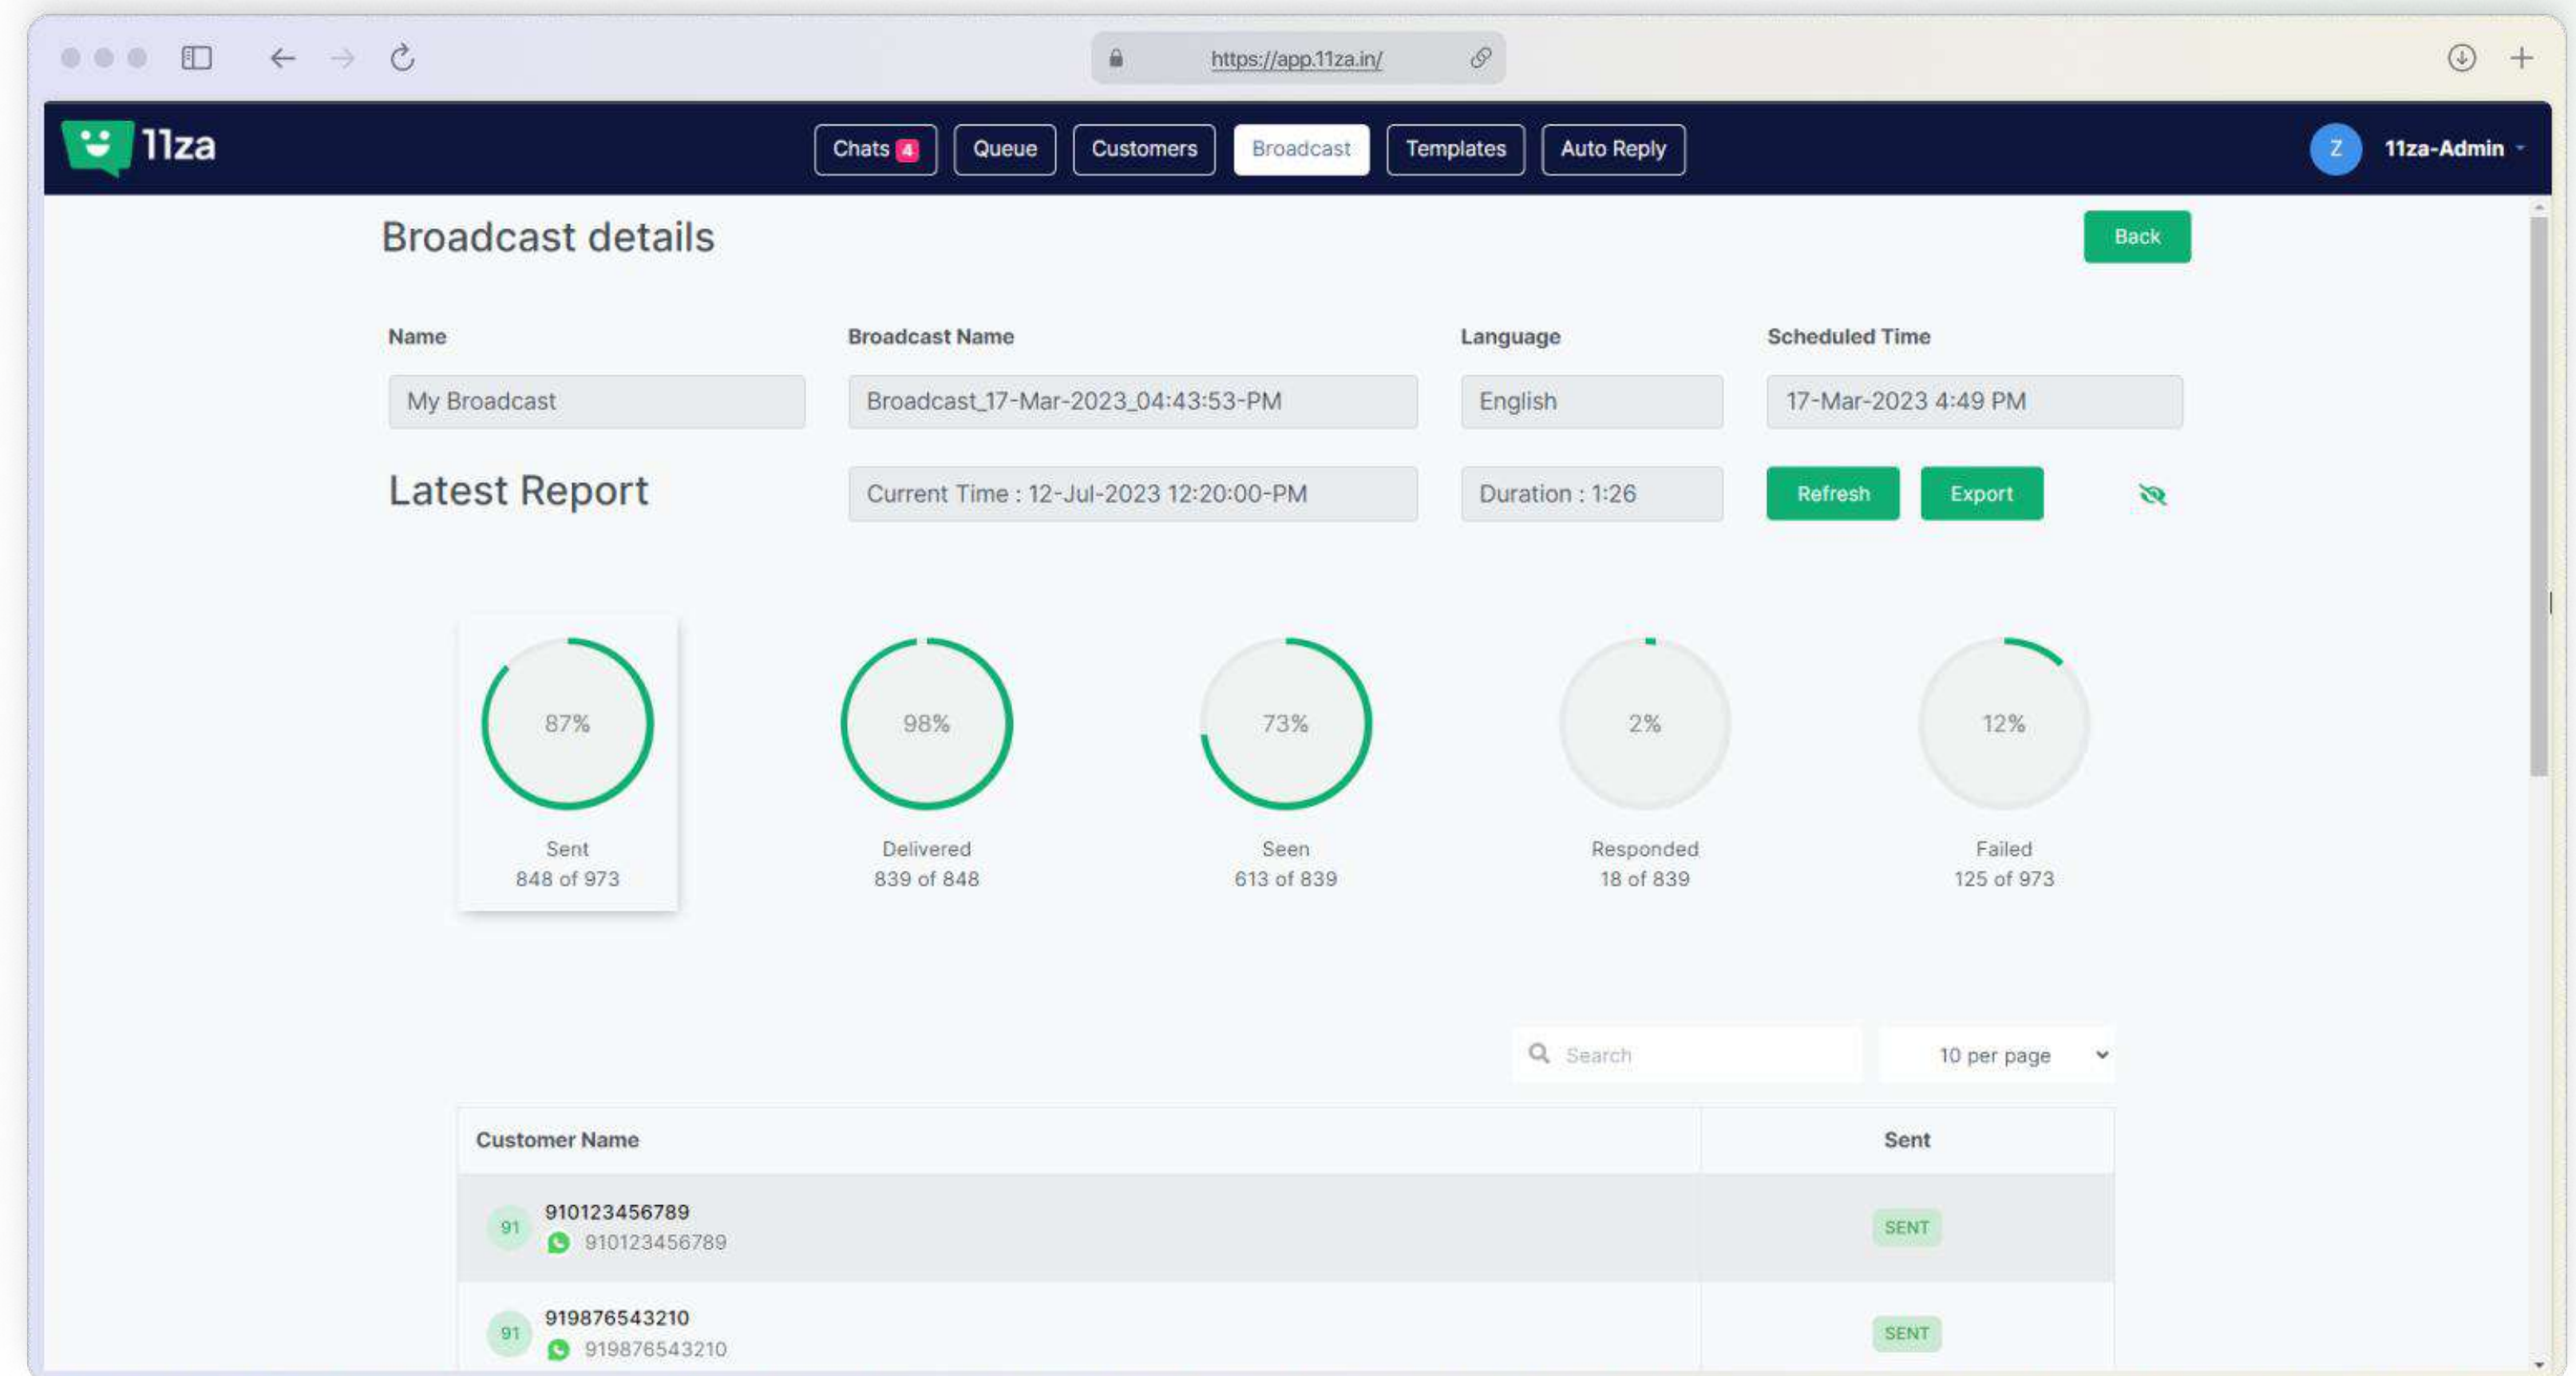 https://app.11za.in/
11za
Chats 4
Queue
Customers
Broadcast
Templates
Auto Reply
Z
11za-Admin
Broadcast details
Back
Name
Broadcast Name
Language
Scheduled Time
My Broadcast
Broadcast_17-Mar-2023_04:43:53-PM
English
17-Mar-2023 4:49 PM
Latest Report
Current Time : 12-Jul-2023 12:20:00-PM
Duration : 1:26
Refresh
Export
87%
98%
73%
2%
12%
Sent
848 of 973
Delivered
839 of 848
Seen
613 of 839
Responded
18 of 839
Failed
125 of 973
Search
10 per page
Customer Name
Sent
91
910123456789
910123456789
SENT
91
919876543210
919876543210
SENT